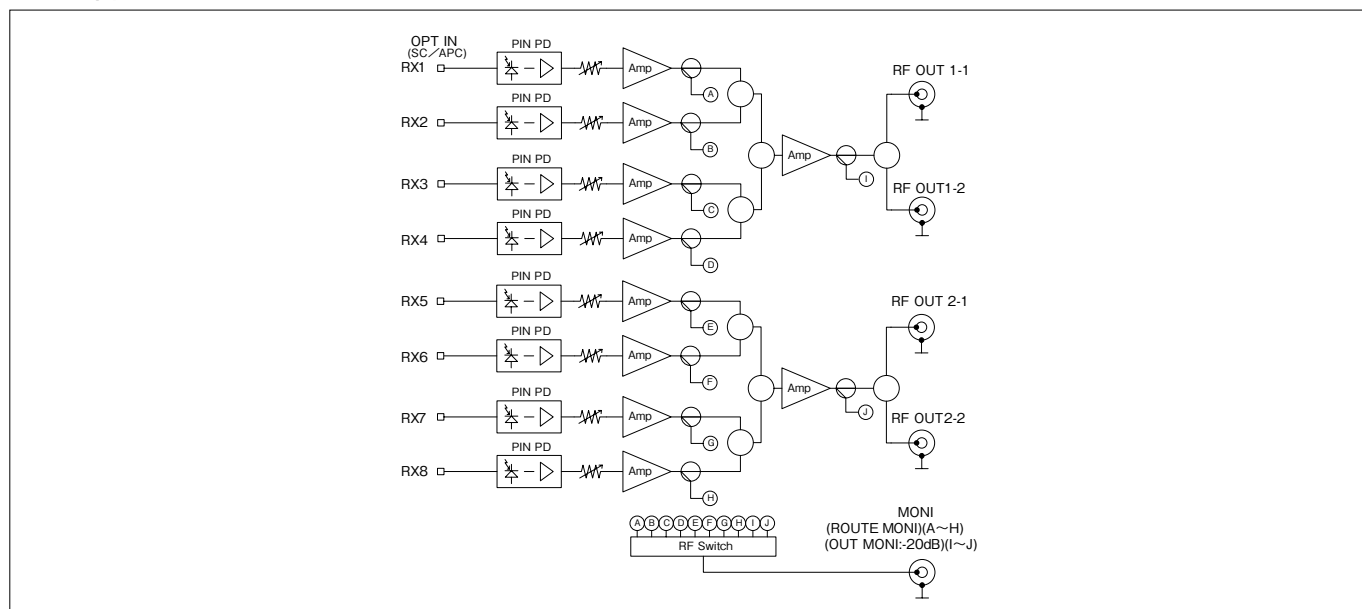 OPT IN
(SC／APC)
PIN PD
RX1
Amp
A
RF OUT 1-1
PIN PD
RX2
Amp
B
Amp
I
PIN PD
RX3
Amp
C
RF OUT1-2
PIN PD
RX4
Amp
D
PIN PD
RX5
Amp
E
RF OUT 2-1
PIN PD
RX6
Amp
F
Amp
J
PIN PD
RX7
Amp
G
RF OUT2-2
PIN PD
RX8
Amp
H
A B C D E F G H I J
RF Switch
MONI
(ROUTE MONI)(A～H)
(OUT MONI:-20dB)(I～J)